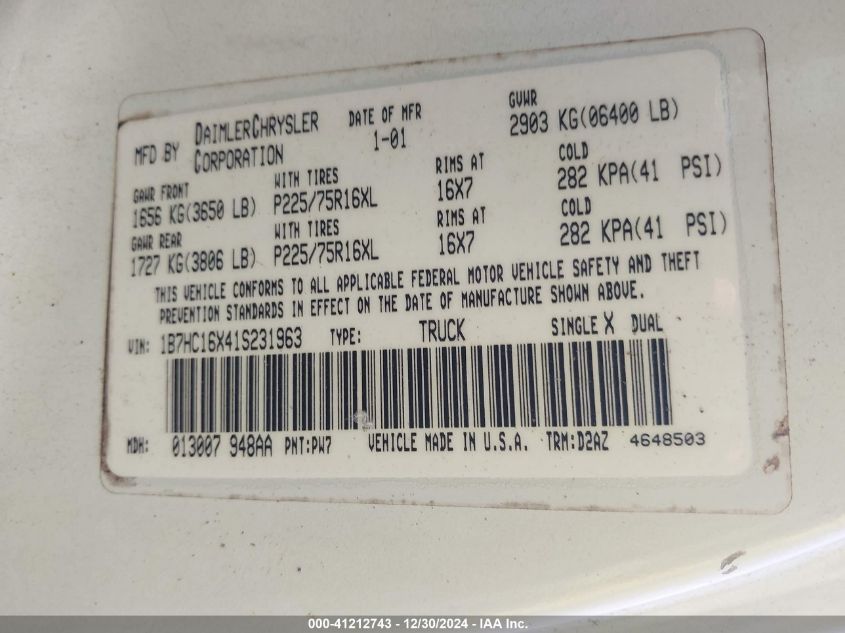 MFD BY DAIMLERCHRYSLER CORPORATION DATE OF MFR 1-01 GVWR 2903 KG(06400 LB)
GAWR FRONT WITH TIRES RIMS AT COLD
1656 KG(3650 LB) P225/75R16XL 16X7 282 KPA(41 PSI)
GAWR REAR WITH TIRES RIMS AT COLD
1727 KG(3806 LB) P225/75R16XL 16X7 282 KPA(41 PSI)
THIS VEHICLE CONFORMS TO ALL APPLICABLE FEDERAL MOTOR VEHICLE SAFETY AND THEFT
PREVENTION STANDARDS IN EFFECT ON THE DATE OF MANUFACTURE SHOWN ABOVE.
VIN: 1B7HC16X41S231963 TYPE: TRUCK SINGLE X DUAL
MDH: 013007 948AA PNT:PW7 VEHICLE MADE IN U.S.A. TRM:D2AZ 4648503
000-41212743 / 12/30/2024 - IAA Inc.